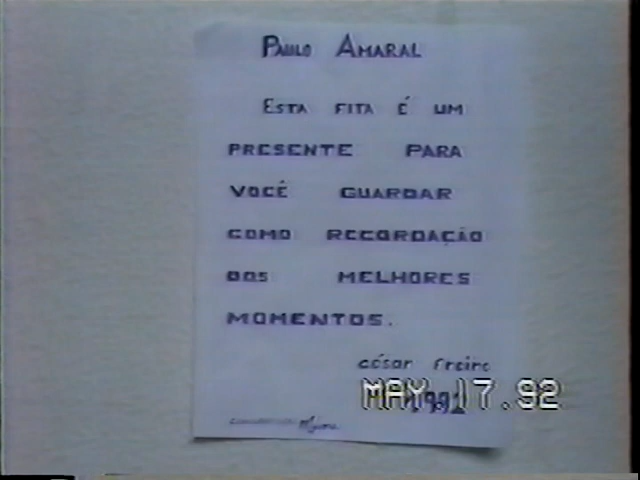 PAULO AMARAL
ESTA FITA É UM
PRESENTE PARA
VOCÊ GUARDAR
COMO RECORDAÇÃO
DOS MELHORES
MOMENTOS.
césar freire
MAY.17.92